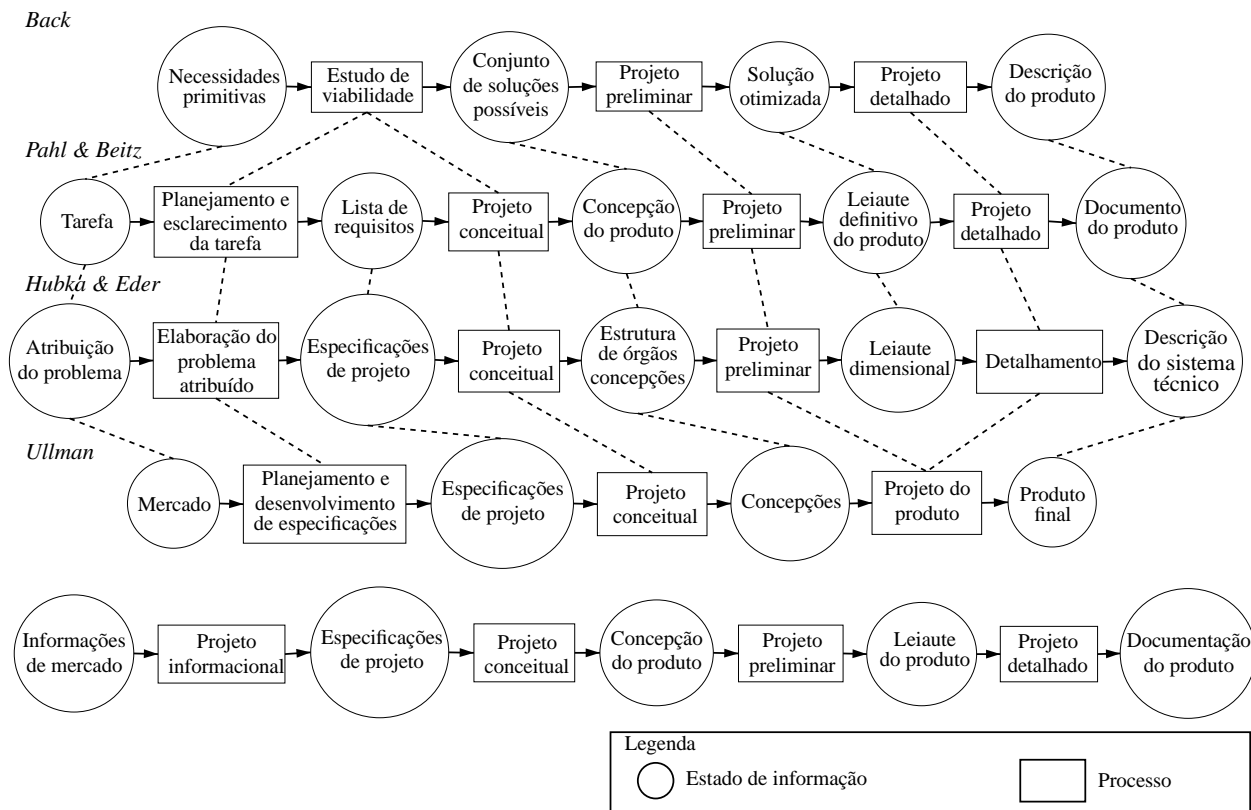 Back
Necessidades
primitivas
Estudo de
viabilidade
Conjunto
de soluções
possíveis
Projeto
preliminar
Solução
otimizada
Projeto
detalhado
Descrição
do produto
Pahl & Beitz
Tarefa
Planejamento e
esclarecimento
da tarefa
Lista de
requisitos
Projeto
conceitual
Concepção
do produto
Projeto
preliminar
Leiaute
definitivo
do produto
Projeto
detalhado
Documento
do produto
Hubka & Eder
Atribuição
do problema
Elaboração do
problema
atribuído
Especificações
de projeto
Projeto
conceitual
Estrutura
de órgãos
concepções
Projeto
preliminar
Leiaute
dimensional
Detalhamento
Descrição
do sistema
técnico
Ullman
Mercado
Planejamento e
desenvolvimento
de especificações
Especificações
de projeto
Projeto
conceitual
Concepções
Projeto do
produto
Produto
final
Informações
de mercado
Projeto
informacional
Especificações
de projeto
Projeto
conceitual
Concepção
do produto
Projeto
preliminar
Leiaute
do produto
Projeto
detalhado
Documentação
do produto
Legenda
Estado de informação
Processo